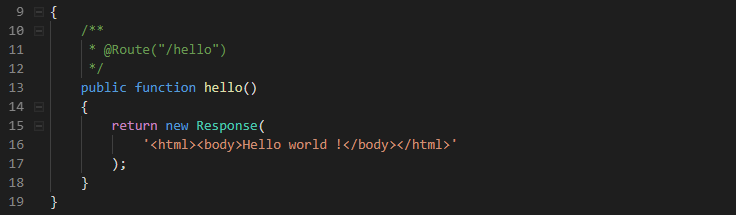 9 {
10 /**
11 * @Route("/hello")
12 */
13 public function hello()
14 {
15 return new Response(
16 '<html><body>Hello world !</body></html>'
17 );
18 }
19 }